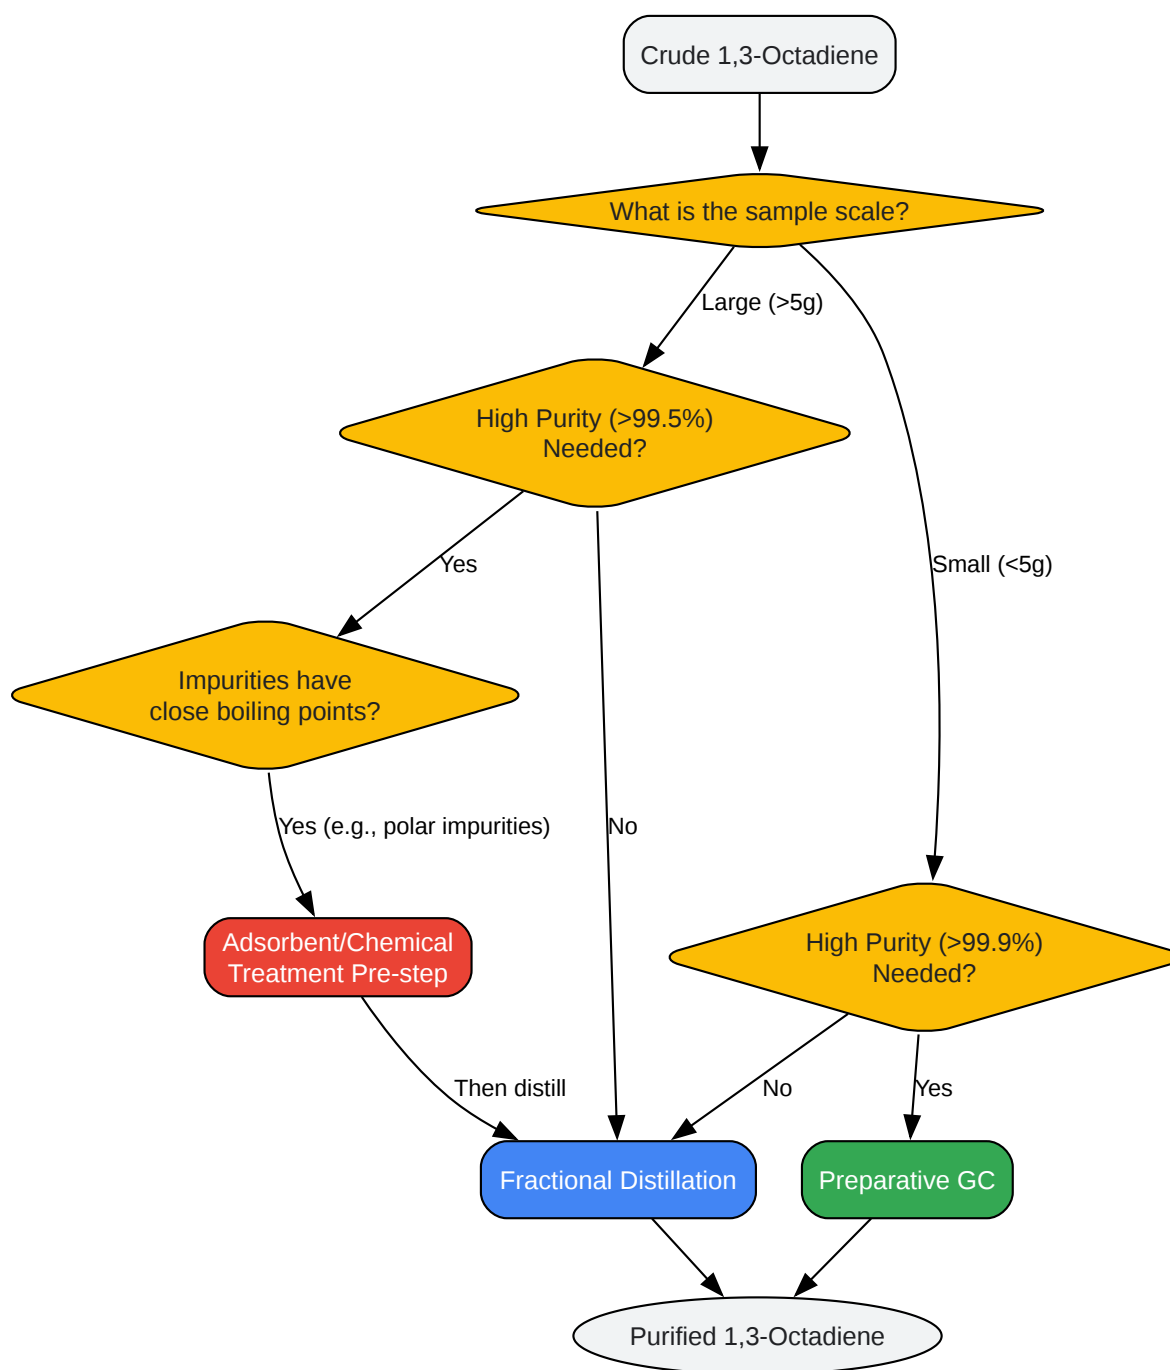 Crude 1,3-Octadiene
What is the sample scale?
Large (>5g)
High Purity (>99.5%)
Needed?
Yes
Small (<5g)
Impurities have
close boiling points?
Yes (e.g., polar impurities)
No
Adsorbent/Chemical
Treatment Pre-step
High Purity (>99.9%)
Needed?
Then distill
No
Yes
Fractional Distillation
Preparative GC
Purified 1,3-Octadiene